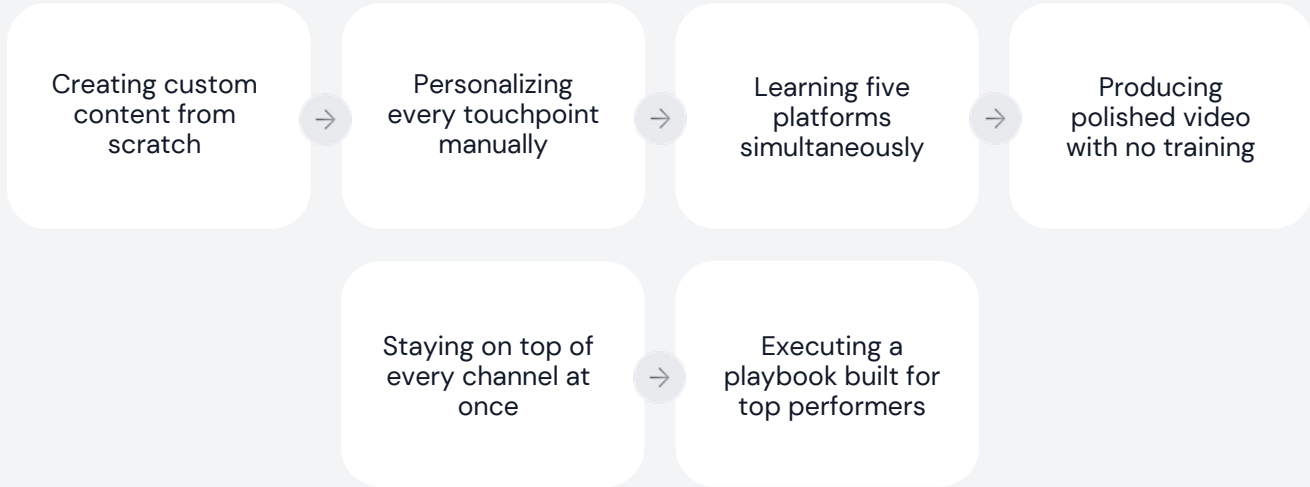 Creating custom
content from
scratch
Personalizing
every touchpoint
manually
Learning five
platforms
simultaneously
Producing
polished video
with no training
Staying on top of
every channel at
once
Executing a
playbook built for
top performers